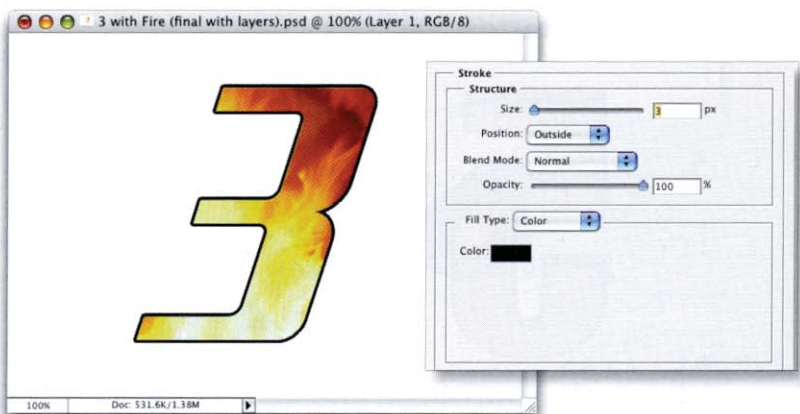 3 with Fire (final with layers).psd @ 100% (Layer 1, RGB/8)
3
100% Doc: 531.6K/1.38M
Stroke
Structure
Size: 3 px
Position: Outside
Blend Mode: Normal
Opacity: 100 %
Fill Type: Color
Color: